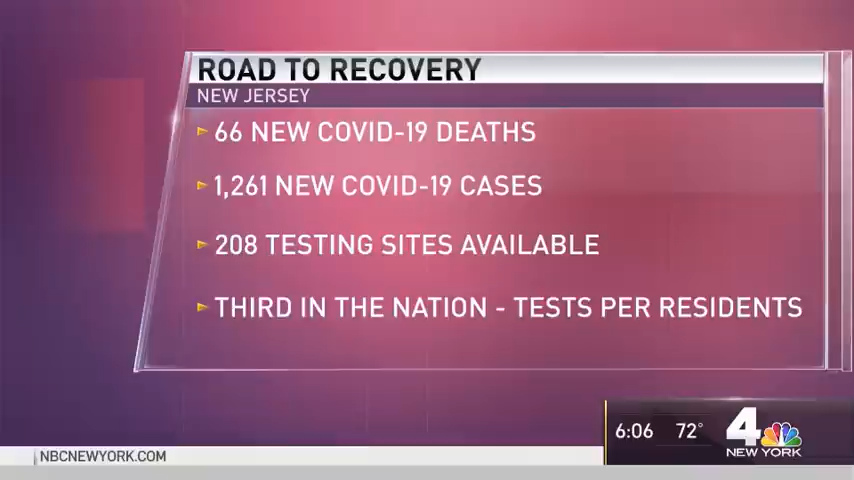 ROAD TO RECOVERY
NEW JERSEY
66 NEW COVID-19 DEATHS
1,261 NEW COVID-19 CASES
208 TESTING SITES AVAILABLE
THIRD IN THE NATION - TESTS PER RESIDENTS
6:06 72° 4
NEW YORK
NBCNEWYORK.COM